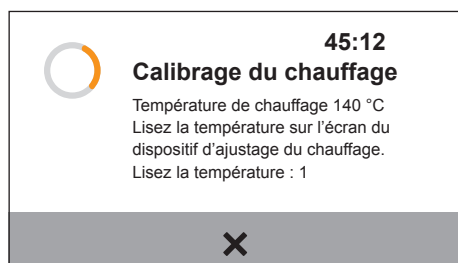 45:12
Calibrage du chauffage
Température de chauffage 140 °C
Lisez la température sur l’écran du
dispositif d’ajustage du chauffage.
Lisez la température : 1